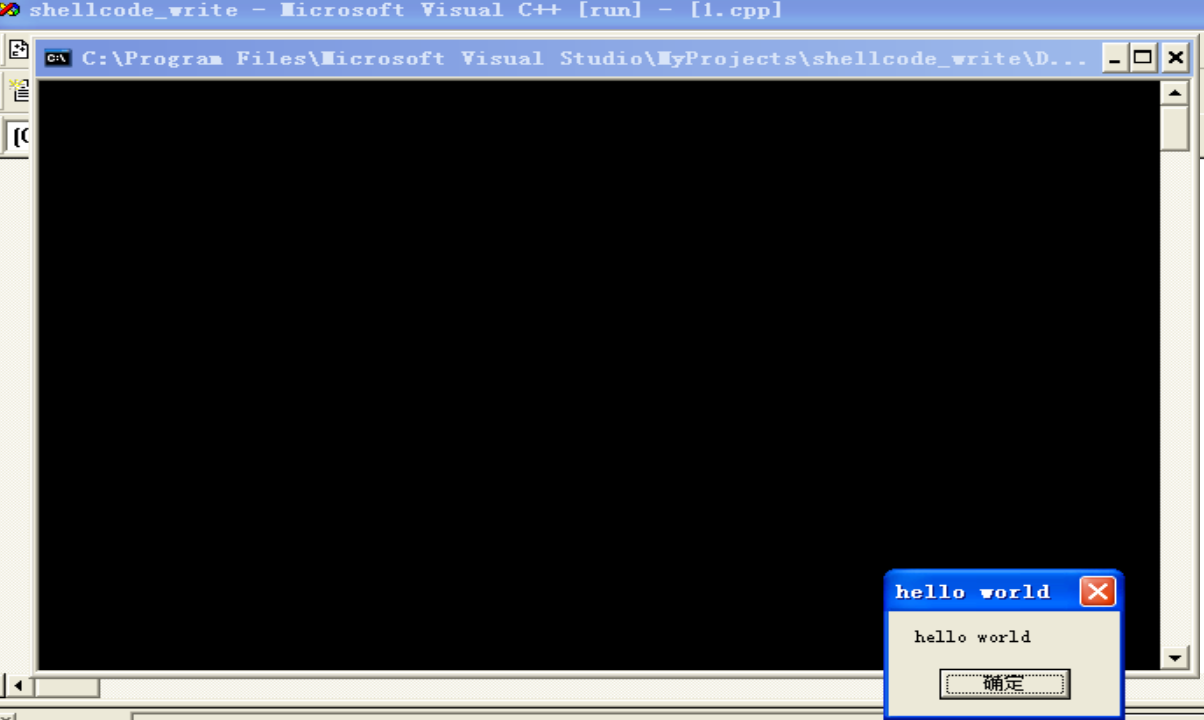 shellcode_write - Microsoft Visual C++ [run] - [1.cpp]
C:\Program Files\Microsoft Visual Studio\MyProjects\shellcode_write\D...
hello world
hello world
确定